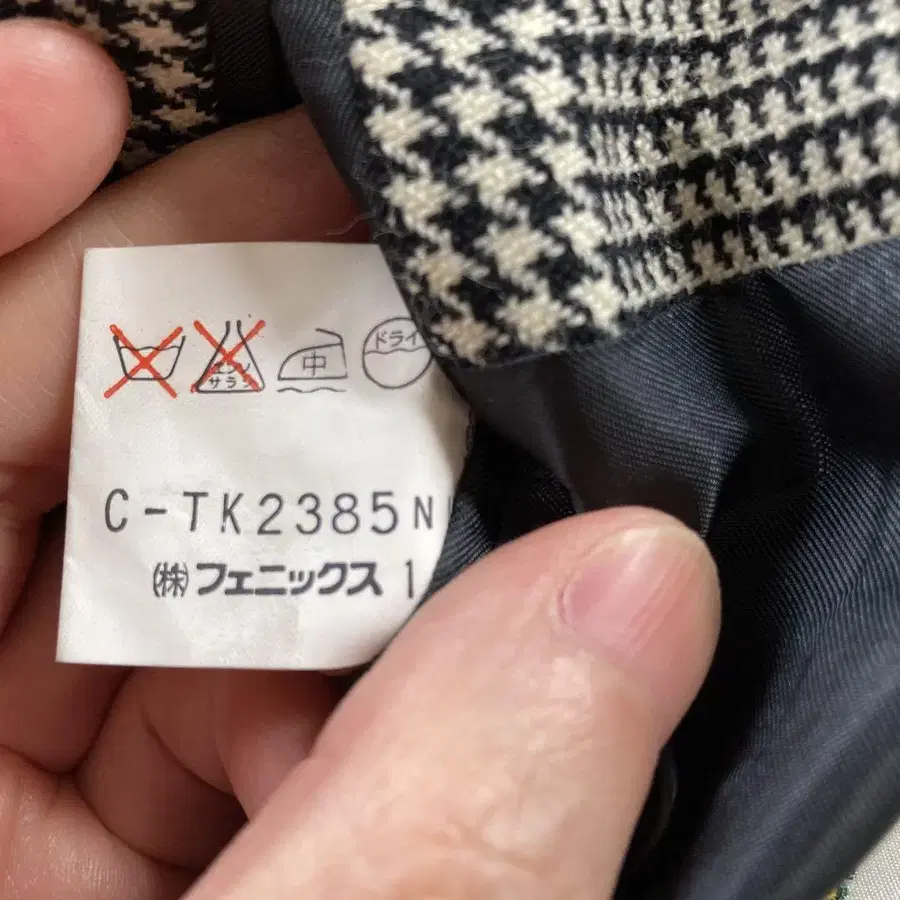 エンソ
サラシ
中
ドライ
C-TK2385N
㈱フェニックス 1